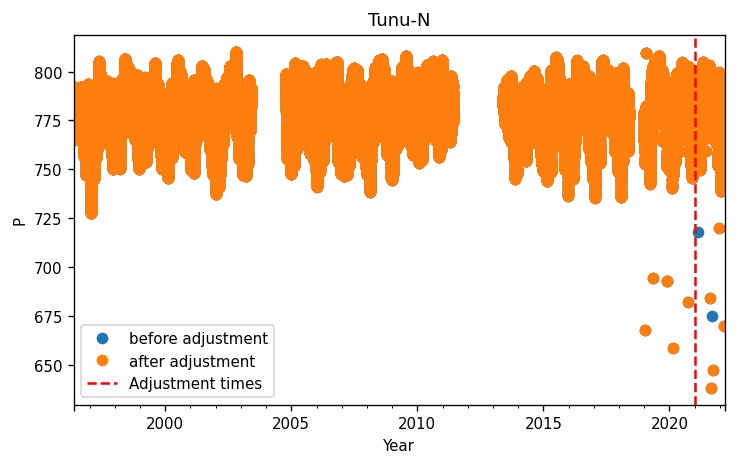 Tunu-N
P
800
775
750
725
700
675
650
before adjustment
after adjustment
Adjustment times
2000
2005
2010
2015
2020
Year